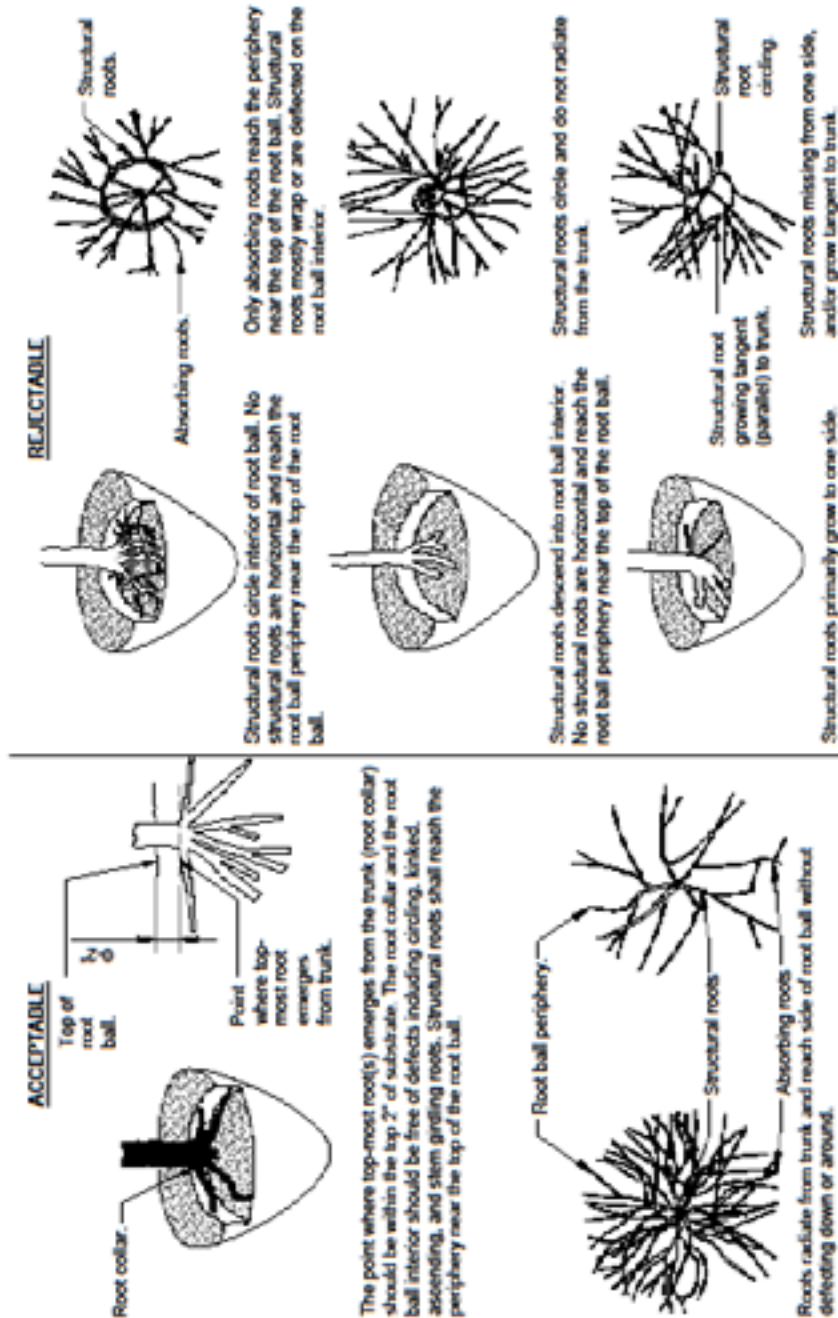 ACCEPTABLE
Root collar.
Top of
root
ball.
Point
where top-
most root
emerges
from trunk.
The point where top-most root(s) emerges from the trunk (root collar)
should be within the top 2" of substrate. The root collar and the root
ball interior should be free of defects including circling, kinked,
ascending, and stem girdling roots. Structural roots shall reach the
periphery near the top of the root ball.
Root ball periphery.
Structural roots
Absorbing roots
Roots radiate from trunk and reach side of root ball without
deflecting down or around.
REJECTABLE
Structural
roots.
Absorbing roots.
Structural roots circle interior of root ball. No
structural roots are horizontal and reach the
root ball periphery near the top of the root
ball.
Only absorbing roots reach the periphery
near the top of the root ball. Structural
roots mostly wrap or are deflected on the
root ball interior.
Structural roots descend into root ball interior.
No structural roots are horizontal and reach the
root ball periphery near the top of the root ball.
Structural roots circle and do not radiate
from the trunk.
Structural root
growing tangent
(parallel) to trunk.
Structural
root
circling.
Structural roots primarily grow to one side.
Structural roots missing from one side,
and/or grow tangent to trunk.